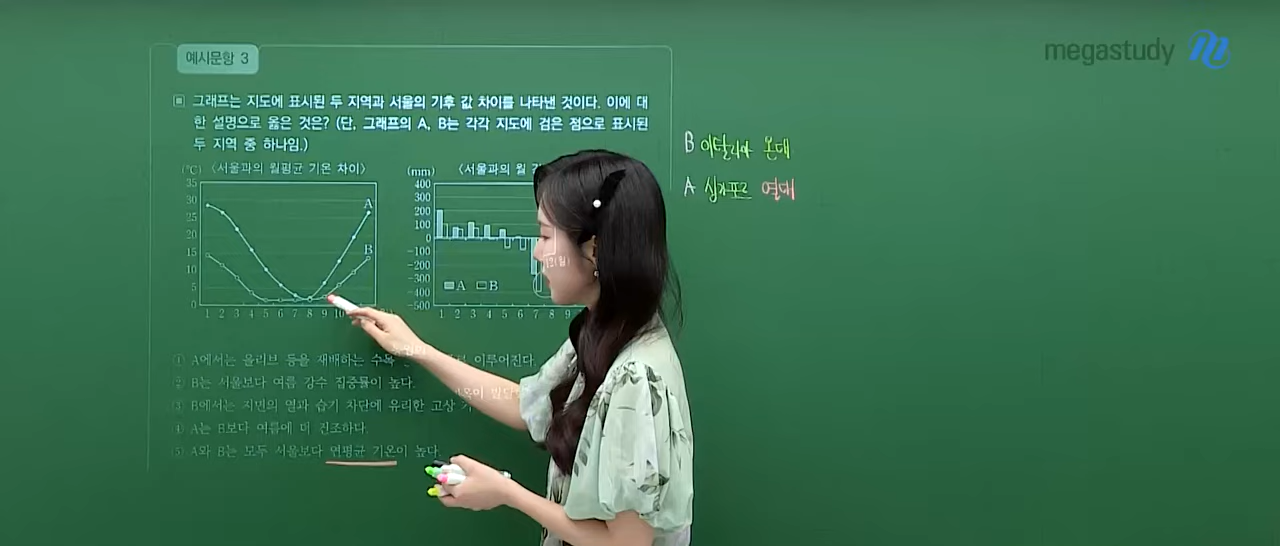 megastudy
예시문항 3
그래프는 지도에 표시된 두 지역과 서울의 기후 값 차이를 나타낸 것이다. 이에 대
한 설명으로 옳은 것은? (단, 그래프의 A, B는 각각 지도에 검은 점으로 표시된
두 지역 중 하나임.)
(℃) <서울과의 월평균 기온 차이>
35
30
25
20
15
10
5
0
A
B
1 2 3 4 5 6 7 8 9 10
(mm) <서울과의 월
400
300
200
100
0
-100
-200
-300
-400
-500
A B
12(월)
1 2 3 4 5 6 7 8 9
① A에서는 올리브 등을 재배하는 수목 이루어진다.
② B는 서울보다 여름 강수 집중률이 높다.
③ B에서는 지면의 열과 습기 차단에 유리한 고상 가
④ A는 B보다 여름에 더 건조하다.
⑤ A와 B는 모두 서울보다 연평균 기온이 높다.
B 이탈리아 온대
A 싱가포르 열대